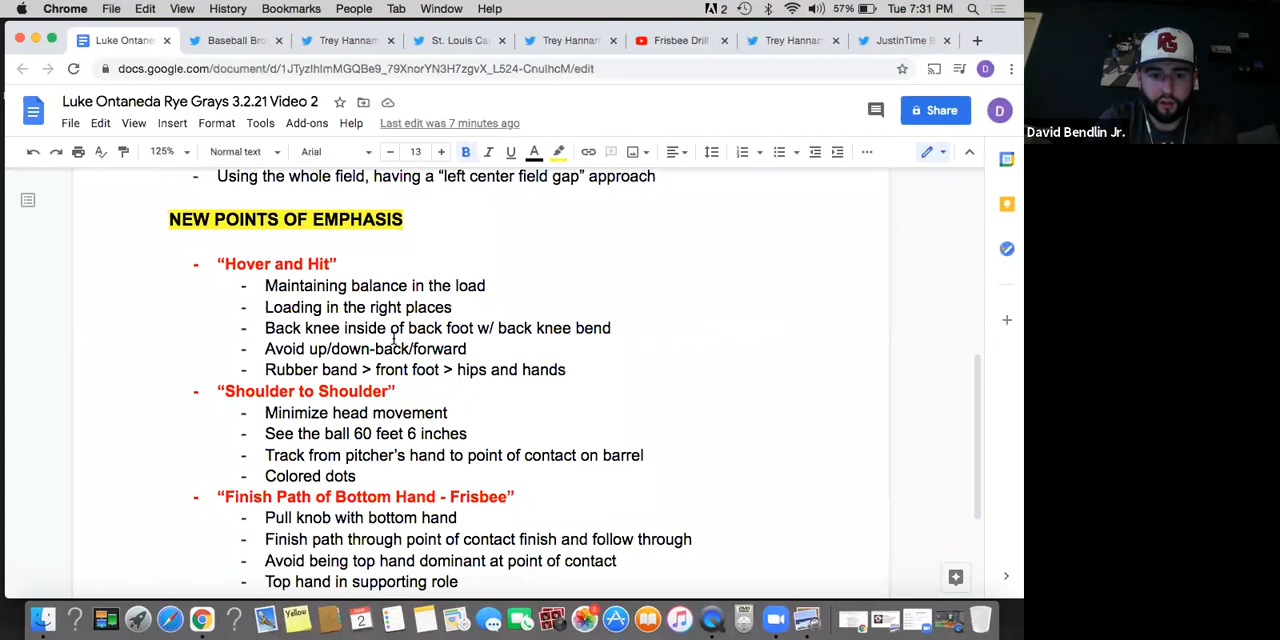 Chrome File Edit View History Bookmarks People Tab Window Help 2 57% Tue 7:31 PM
Luke Ontane Baseball Bro Trey Hannam St. Louis Ca Trey Hannam Frisbee Drill Trey Hannam JustinTime B
docs.google.com/document/d/1JTyzIhImMGQBe9_79XnorYN3H7zgvX_L524-CnuIhcM/edit D
Luke Ontaneda Rye Grays 3.2.21 Video 2
Share D
File Edit View Insert Format Tools Add-ons Help Last edit was 7 minutes ago
David Bendlin Jr.
125% Normal text Arial 13 B I U A
- Using the whole field, having a “left center field gap” approach
NEW POINTS OF EMPHASIS
- “Hover and Hit”
- Maintaining balance in the load
- Loading in the right places
- Back knee inside of back foot w/ back knee bend
- Avoid up/down-back/forward
- Rubber band > front foot > hips and hands
- “Shoulder to Shoulder”
- Minimize head movement
- See the ball 60 feet 6 inches
- Track from pitcher’s hand to point of contact on barrel
- Colored dots
- “Finish Path of Bottom Hand - Frisbee”
- Pull knob with bottom hand
- Finish path through point of contact finish and follow through
- Avoid being top hand dominant at point of contact
- Top hand in supporting role
Yellow
2